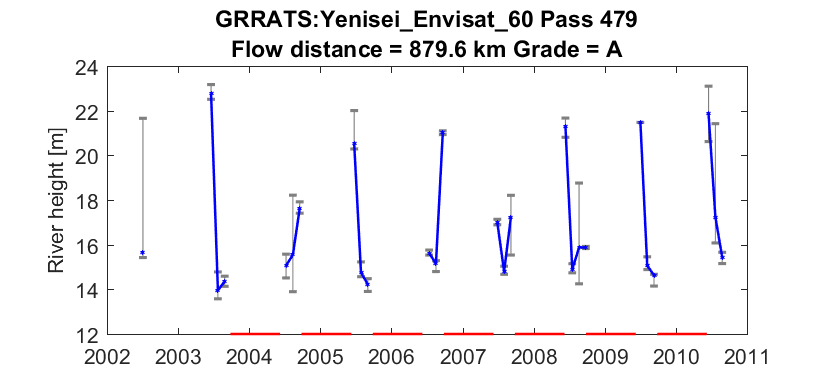 GRRATS:Yenisei_Envisat_60 Pass 479
Flow distance = 879.6 km Grade = A
River height [m]
24
22
20
18
16
14
12
2002 2003 2004 2005 2006 2007 2008 2009 2010 2011